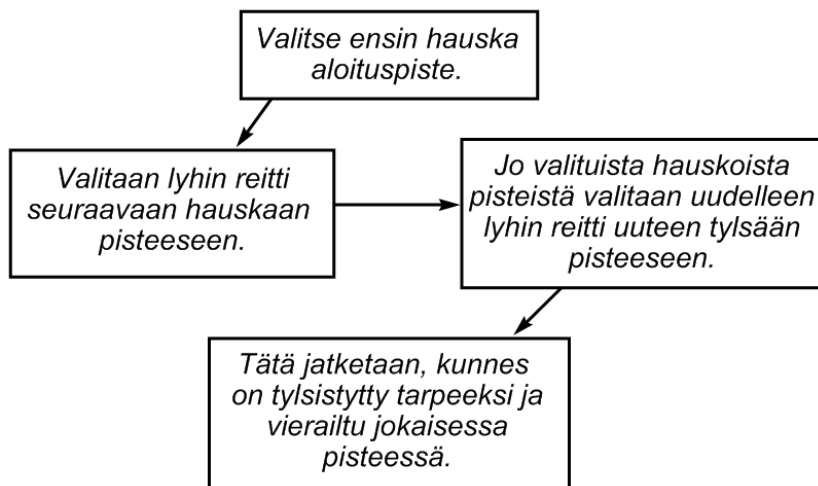 Valitse ensin hauska
aloituspiste.
Valitaan lyhin reitti
seuraavaan hauskaan
pisteeseen.
Jo valituista hauskoista
pisteistä valitaan uudelleen
lyhin reitti uuteen tylsään
pisteeseen.
Tätä jatketaan, kunnes
on tylsistytty tarpeeksi ja
vierailtu jokaisessa
pisteessä.